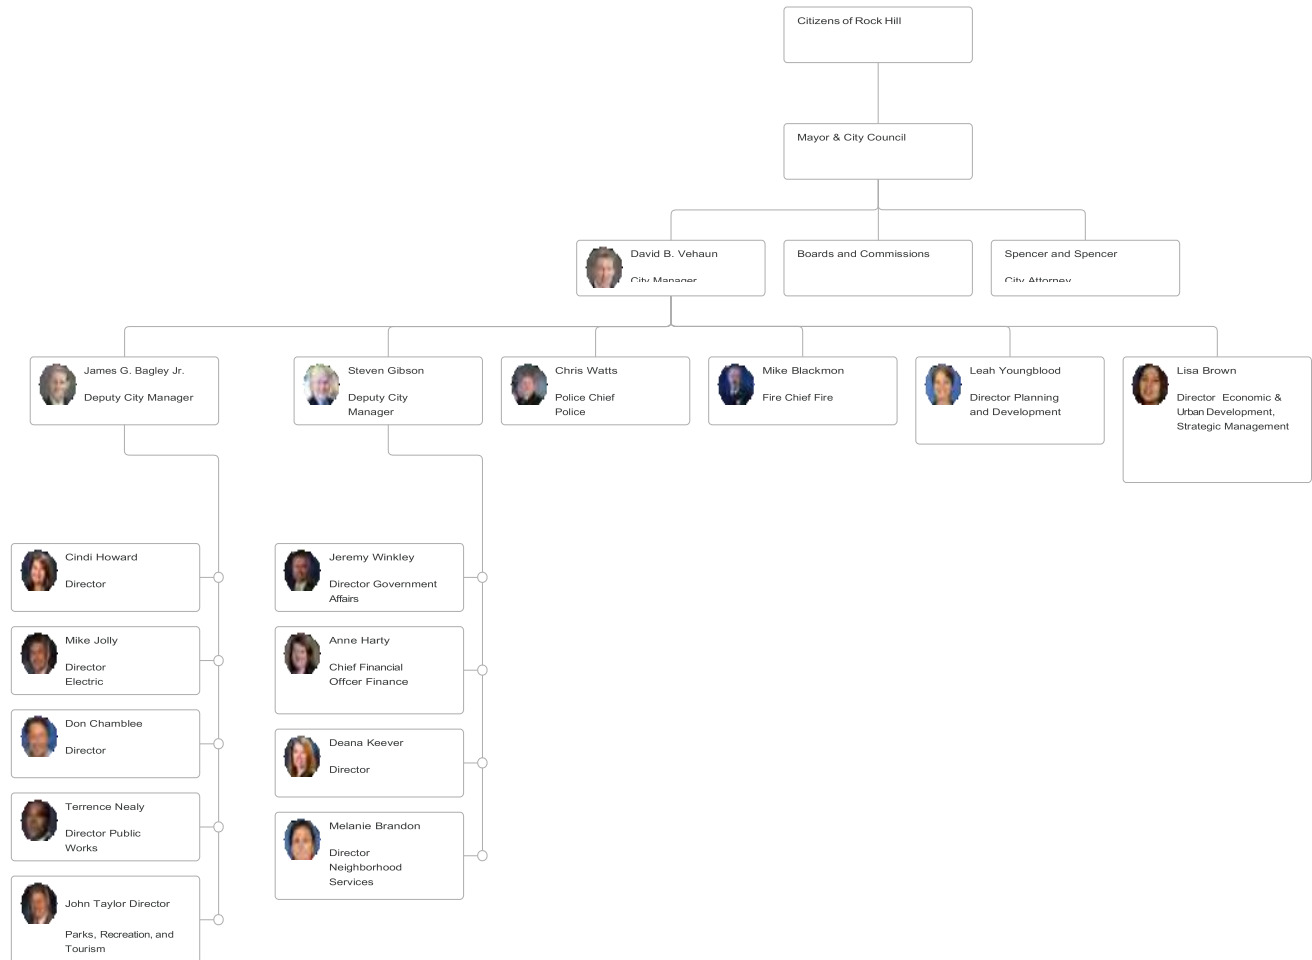 Citizens of Rock Hill
Mayor & City Council
David B. Vehaun
City Manager
Boards and Commissions
Spencer and Spencer
City Attorney
James G. Bagley Jr.
Deputy City Manager
Steven Gibson
Deputy City
Manager
Chris Watts
Police Chief
Police
Mike Blackmon
Fire Chief Fire
Leah Youngblood
Director Planning
and Development
Lisa Brown
Director Economic &
Urban Development,
Strategic Management
Cindi Howard
Director
Mike Jolly
Director
Electric
Don Chamblee
Director
Terrence Nealy
Director Public
Works
John Taylor Director
Parks, Recreation, and
Tourism
Jeremy Winkley
Director Government
Affairs
Anne Harty
Chief Financial
Offcer Finance
Deana Keever
Director
Melanie Brandon
Director
Neighborhood
Services